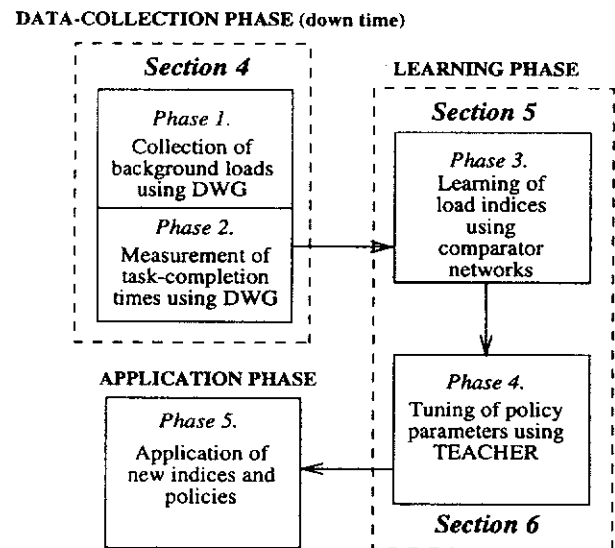 DATA-COLLECTION PHASE (down time)
Section 4
Phase 1.
Collection of
background loads
using DWG
Phase 2.
Measurement of
task-completion
times using DWG
LEARNING PHASE
Section 5
Phase 3.
Learning of
load indices
using
comparator
networks
Phase 4.
Tuning of policy
parameters using
TEACHER
Section 6
APPLICATION PHASE
Phase 5.
Application of
new indices and
policies